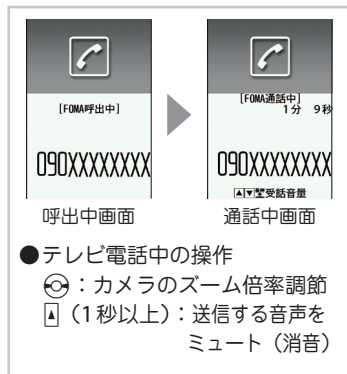 [FOMA呼出中]
090XXXXXXXX
呼出中画面
[FOMA通話中]
1分 9秒
090XXXXXXXX
受話音量
通話中画面
●テレビ電話中の操作
：カメラのズーム倍率調節
▲（1秒以上）：送信する音声を
ミュート（消音）